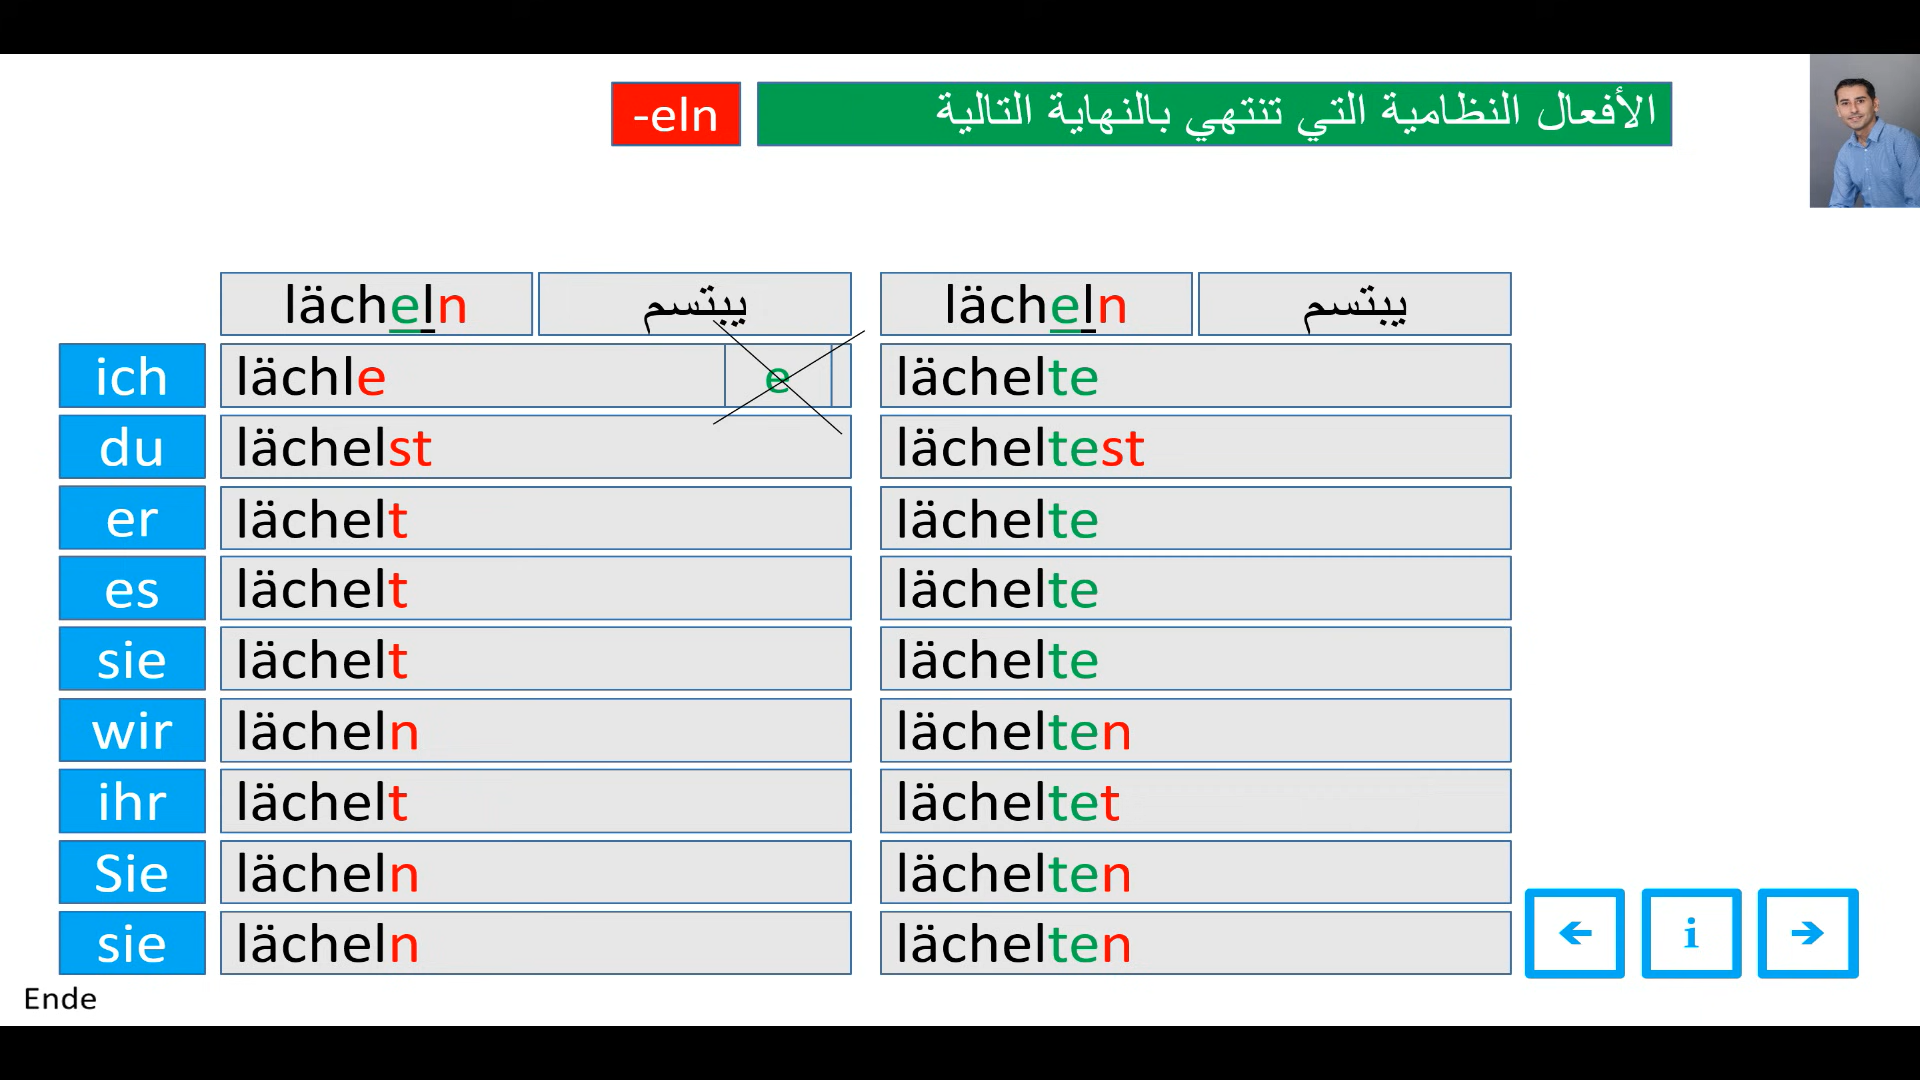 الأفعال النظامية التي تنتهي بالنهاية التالية -eln
lächeln يبتسم lächeln يبتسم
ich lächle e lächelte
du lächelst lächeltest
er lächelt lächelte
es lächelt lächelte
sie lächelt lächelte
wir lächeln lächelten
ihr lächelt lächeltet
Sie lächeln lächelten
sie lächeln lächelten
i
Ende